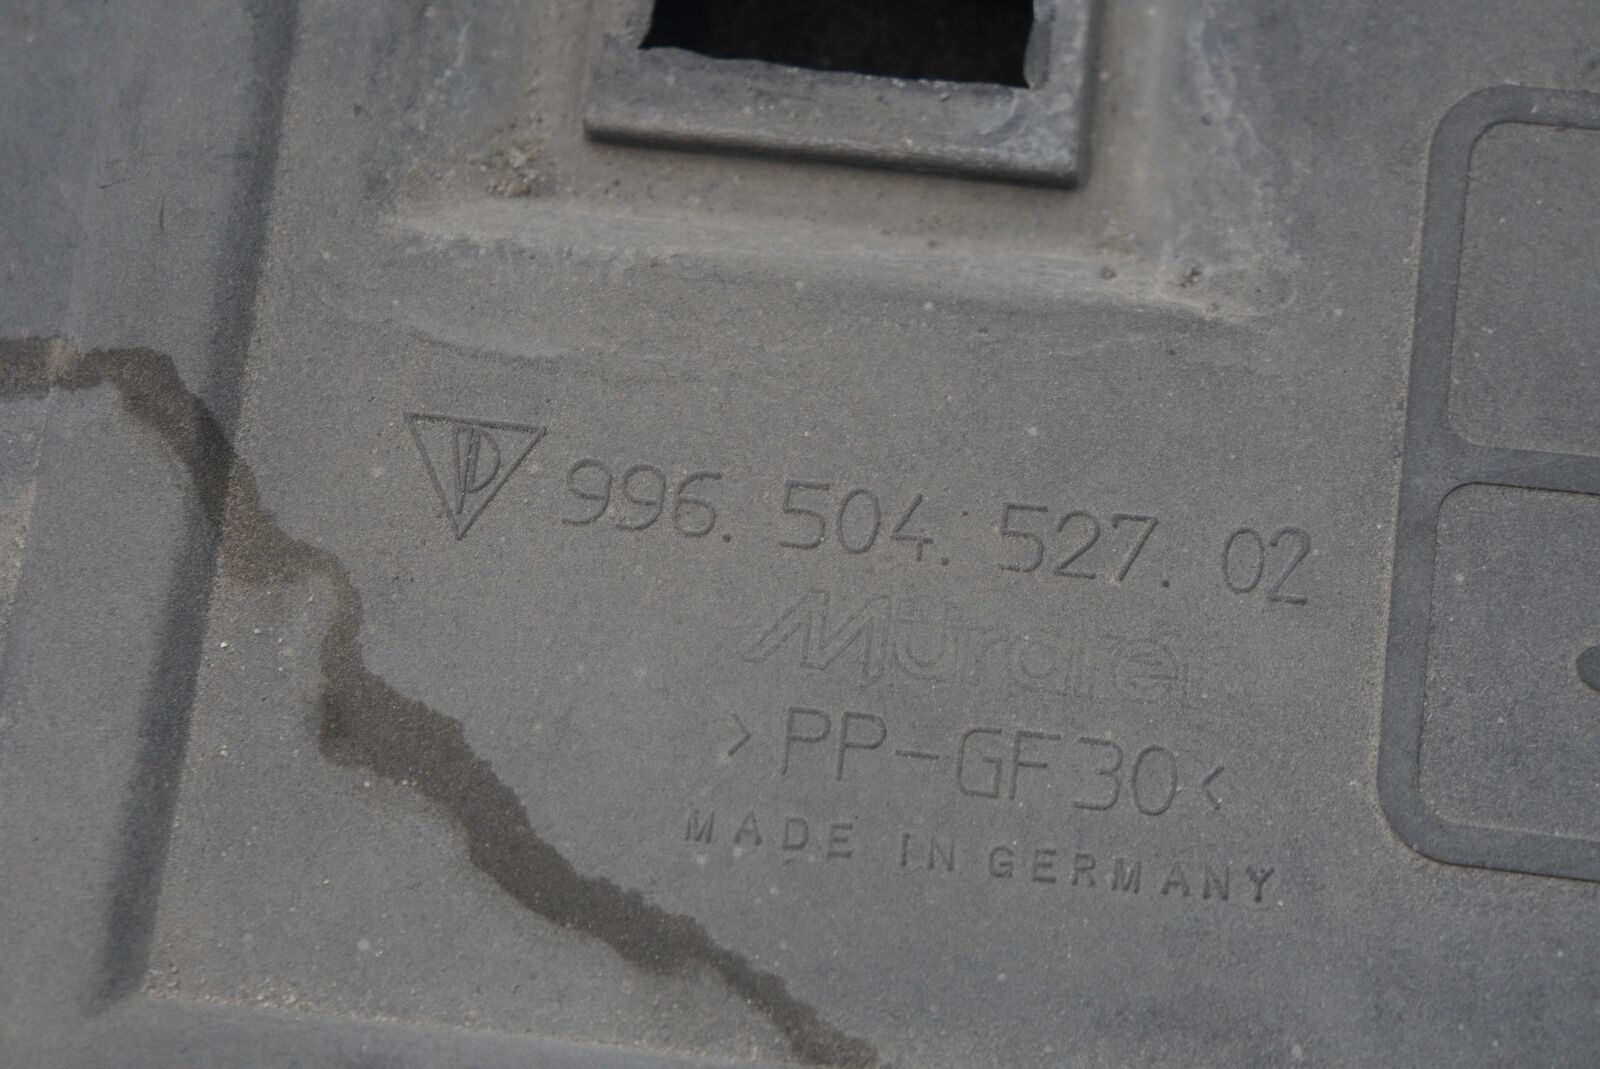 996. 504. 527. 02
>PP-GF30<
MADE IN GERMANY